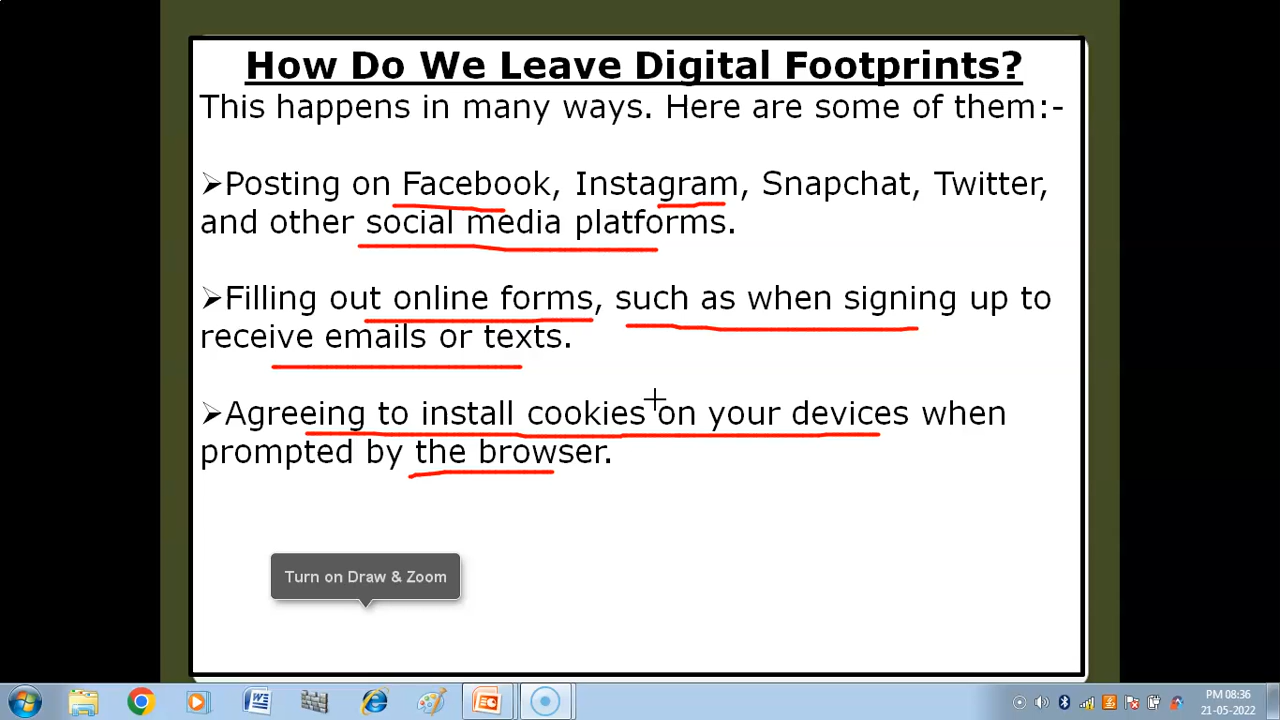 How Do We Leave Digital Footprints?
This happens in many ways. Here are some of them:-
➢Posting on Facebook, Instagram, Snapchat, Twitter,
and other social media platforms.
➢Filling out online forms, such as when signing up to
receive emails or texts.
➢Agreeing to install cookies on your devices when
prompted by the browser.
Turn on Draw & Zoom
PM 08:36
21-05-2022